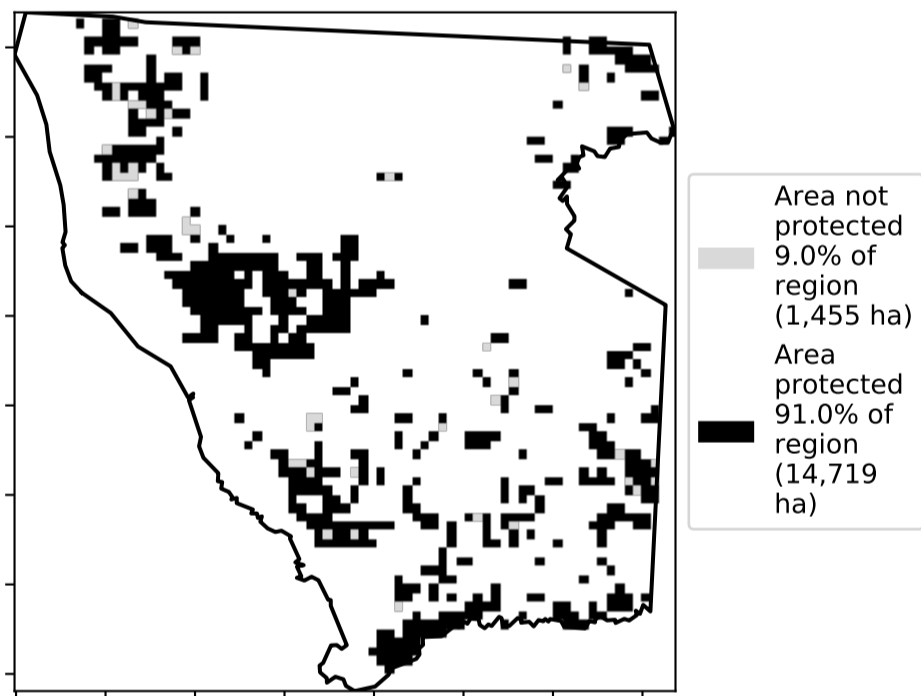 Area not
protected
9.0% of
region
(1,455 ha)
Area
protected
91.0% of
region
(14,719
ha)